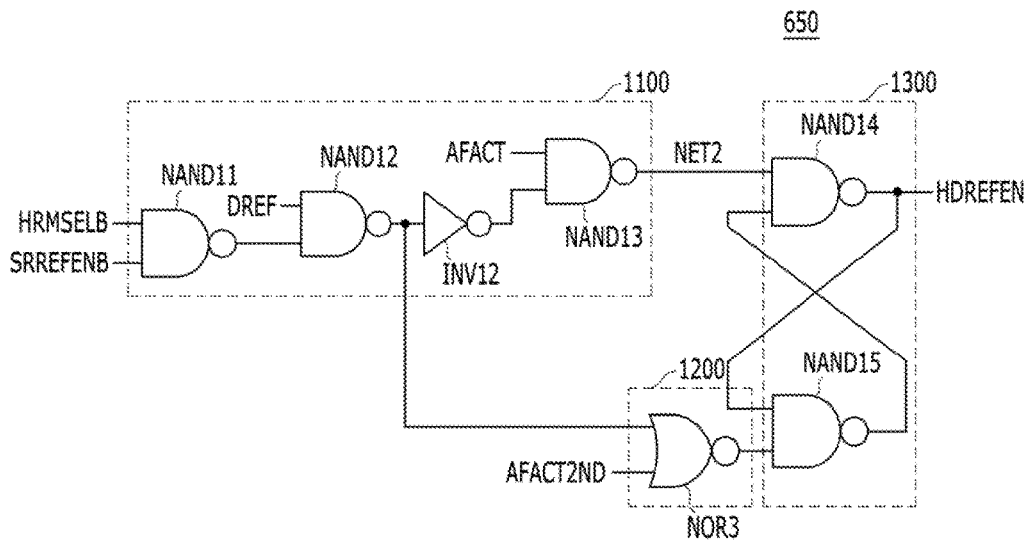 650
1100
1300
NAND11
NAND12
AFACT
NET2
NAND14
HRMSELB
DREF
HDREFEN
SRREFENB
INV12
NAND13
1200
NAND15
AFACT2ND
NOR3